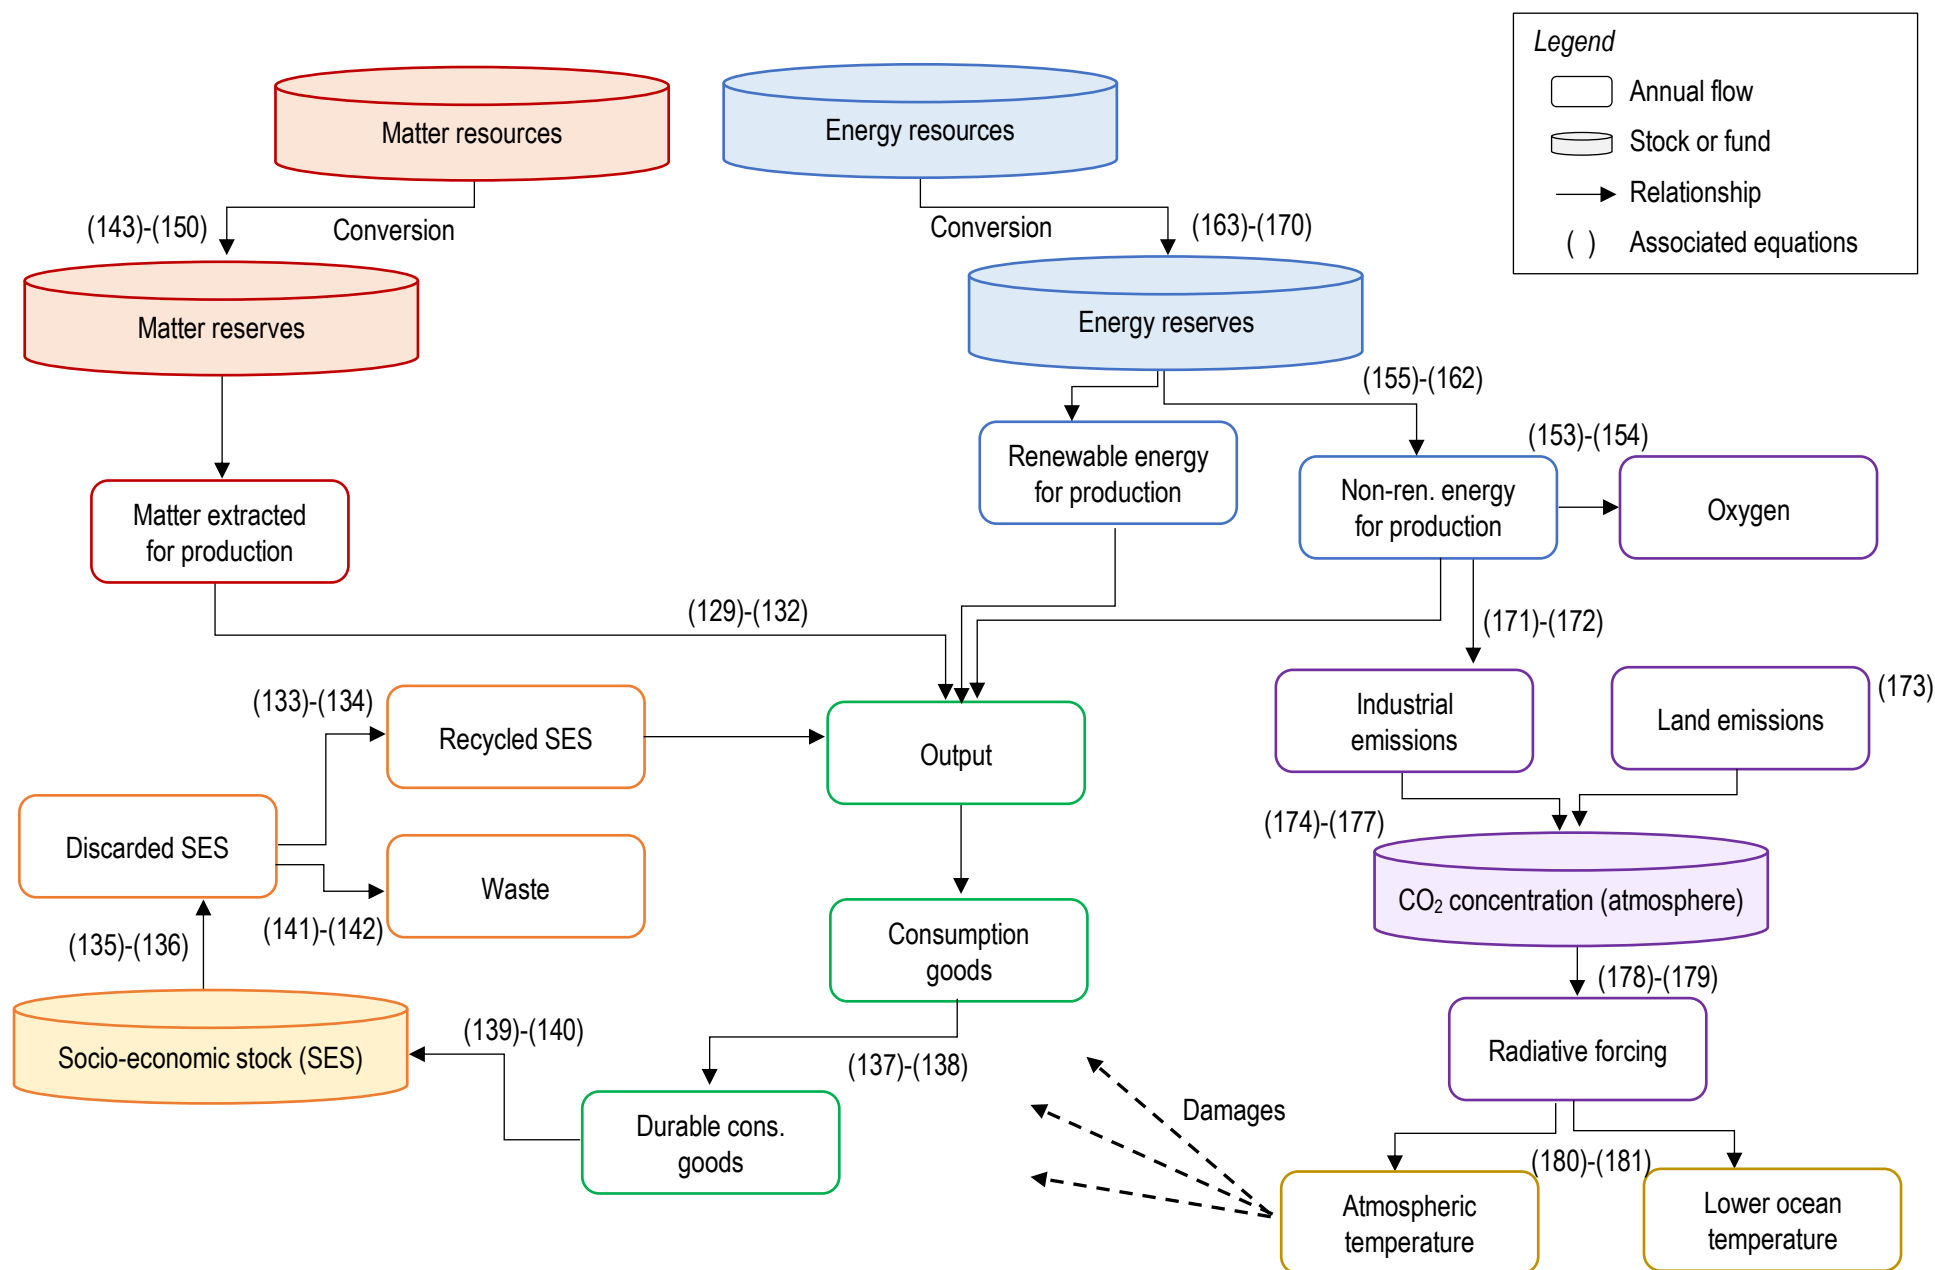 Legend
Annual flow
Stock or fund
Relationship
( ) Associated equations
Matter resources
Energy resources
(143)-(150)
Conversion
Conversion
(163)-(170)
Matter reserves
Energy reserves
(155)-(162)
(153)-(154)
Matter extracted
for production
Renewable energy
for production
Non-ren. energy
for production
Oxygen
(129)-(132)
(171)-(172)
(133)-(134)
Recycled SES
Output
Industrial
emissions
Land emissions
(173)
Discarded SES
Waste
(174)-(177)
(135)-(136)
(141)-(142)
Consumption
goods
CO₂ concentration (atmosphere)
(178)-(179)
Socio-economic stock (SES)
(139)-(140)
(137)-(138)
Radiative forcing
Durable cons.
goods
Damages
(180)-(181)
Atmospheric
temperature
Lower ocean
temperature